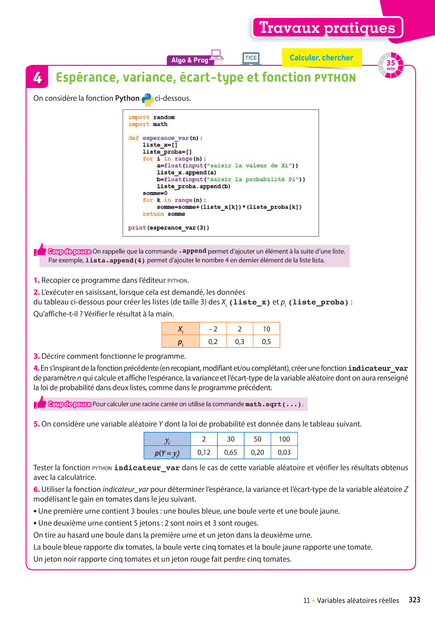 Travaux pratiques
Algo & Prog
TICE
Calculer, chercher
35
min
4 Espérance, variance, écart-type et fonction PYTHON
On considère la fonction Python ci-dessous.
import random
import math
def esperance_var(n):
liste_x=[]
liste_proba=[]
for i in range(n):
a=float(input("saisir la valeur de Xi"))
liste_x.append(a)
b=float(input("saisir la probabilité Pi"))
liste_proba.append(b)
somme=0
for k in range(n):
somme=somme+(liste_x[k])*(liste_proba[k])
return somme
print(esperance_var(3))
Coup de pouce On rappelle que la commande .append permet d'ajouter un élément à la suite d'une liste.
Par exemple, lista.append(4) permet d'ajouter le nombre 4 en dernier élément de la liste lista.
1. Recopier ce programme dans l'éditeur PYTHON.
2. L'exécuter en saisissant, lorsque cela est demandé, les données
du tableau ci-dessous pour créer les listes (de taille 3) des Xi (liste_x) et pi (liste_proba) :
Qu'affiche-t-il ? Vérifier le résultat à la main.
Xi – 2 2 10
pi 0,2 0,3 0,5
3. Décrire comment fonctionne le programme.
4. En s'inspirant de la fonction précédente (en recopiant, modifiant et/ou complétant), créer une fonction indicateur_var
de paramètre n qui calcule et affiche l'espérance, la variance et l'écart-type de la variable aléatoire dont on aura renseigné
la loi de probabilité dans deux listes, comme dans le programme précédent.
Coup de pouce Pour calculer une racine carrée on utilise la commande math.sqrt(...).
5. On considère une variable aléatoire Y dont la loi de probabilité est donnée dans le tableau suivant.
yi 2 30 50 100
p(Y = yi) 0,12 0,65 0,20 0,03
Tester la fonction PYTHON indicateur_var dans le cas de cette variable aléatoire et vérifier les résultats obtenus
avec la calculatrice.
6. Utiliser la fonction indicateur_var pour déterminer l'espérance, la variance et l'écart-type de la variable aléatoire Z
modélisant le gain en tomates dans le jeu suivant.
• Une première urne contient 3 boules : une boules bleue, une boule verte et une boule jaune.
• Une deuxième urne contient 5 jetons : 2 sont noirs et 3 sont rouges.
On tire au hasard une boule dans la première urne et un jeton dans la deuxième urne.
La boule bleue rapporte dix tomates, la boule verte cinq tomates et la boule jaune rapporte une tomate.
Un jeton noir rapporte cinq tomates et un jeton rouge fait perdre cinq tomates.
11 • Variables aléatoires réelles 323